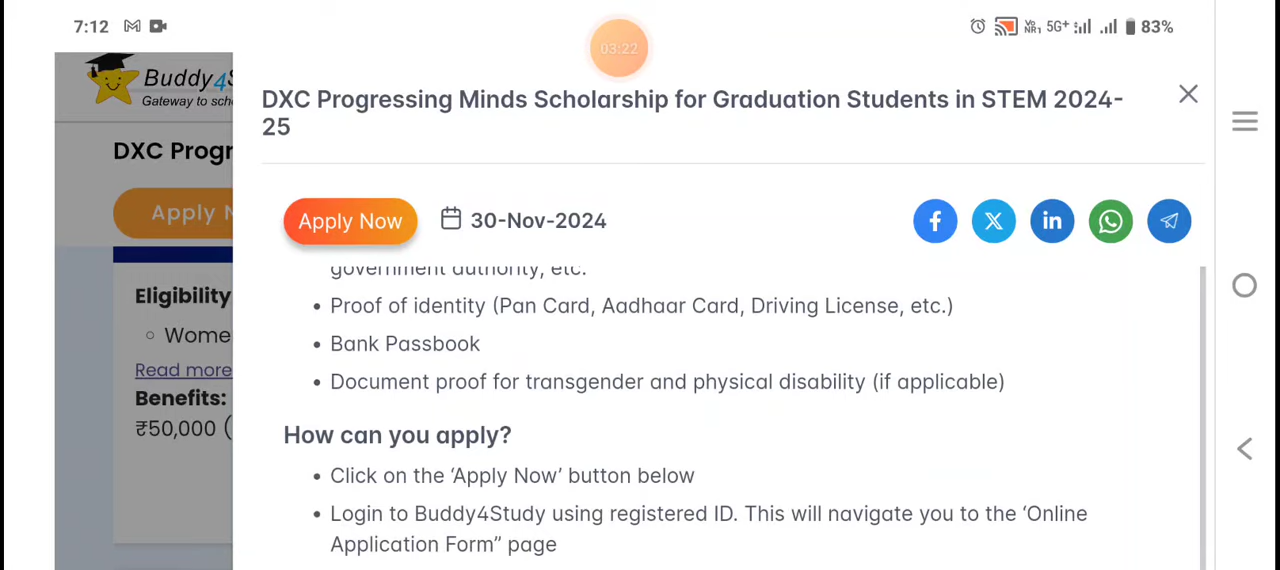 7:12
03:22
5G+
83%
Buddy4S
Gateway to sch
DXC Progressing Minds Scholarship for Graduation Students in STEM 2024-
25
DXC Progr
Apply N
Apply Now
30-Nov-2024
government authority, etc.
• Proof of identity (Pan Card, Aadhaar Card, Driving License, etc.)
Eligibility
○ Wome
• Bank Passbook
Read more
• Document proof for transgender and physical disability (if applicable)
Benefits:
₹50,000 (
How can you apply?
• Click on the ‘Apply Now’ button below
• Login to Buddy4Study using registered ID. This will navigate you to the ‘Online
Application Form” page